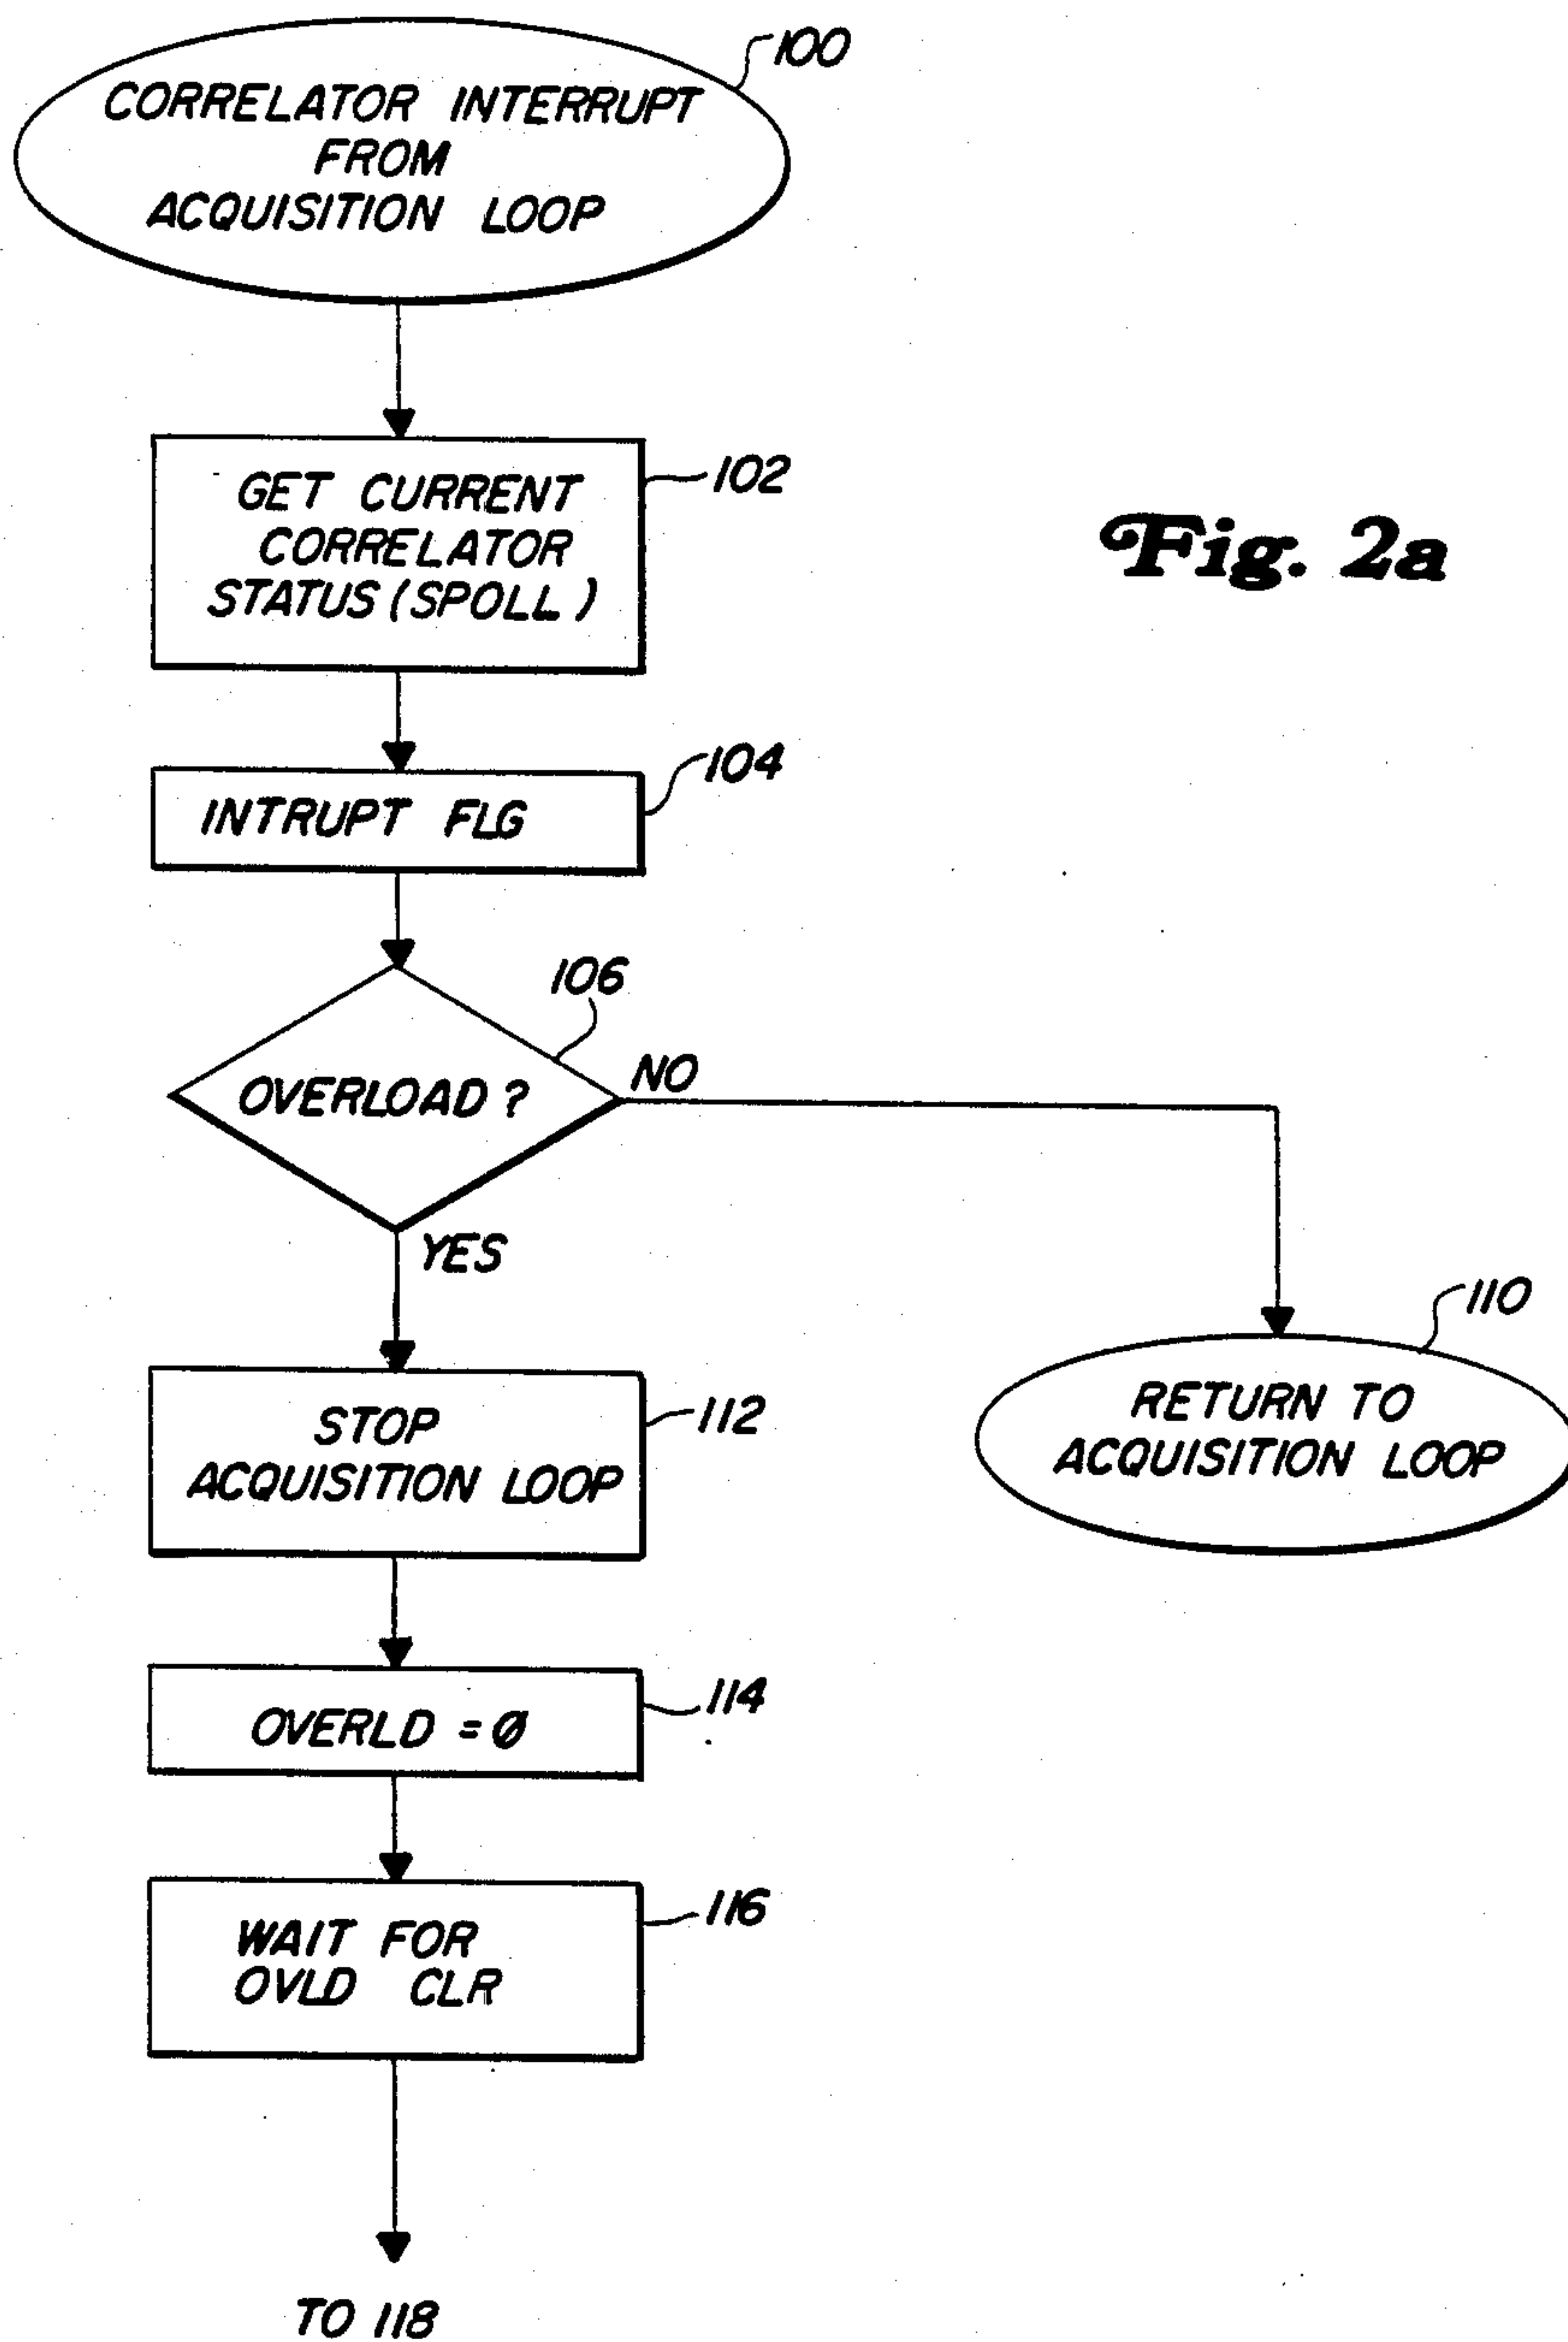 100
CORRELATOR INTERRUPT
FROM
ACQUISITION LOOP
102
GET CURRENT
CORRELATOR
STATUS (SPOLL)
Fig. 2a
104
INTRUPT FLG
106
OVERLOAD ?
NO
YES
110
RETURN TO
ACQUISITION LOOP
112
STOP
ACQUISITION LOOP
114
OVERLD = Ø
116
WAIT FOR
OVLD CLR
TO 118